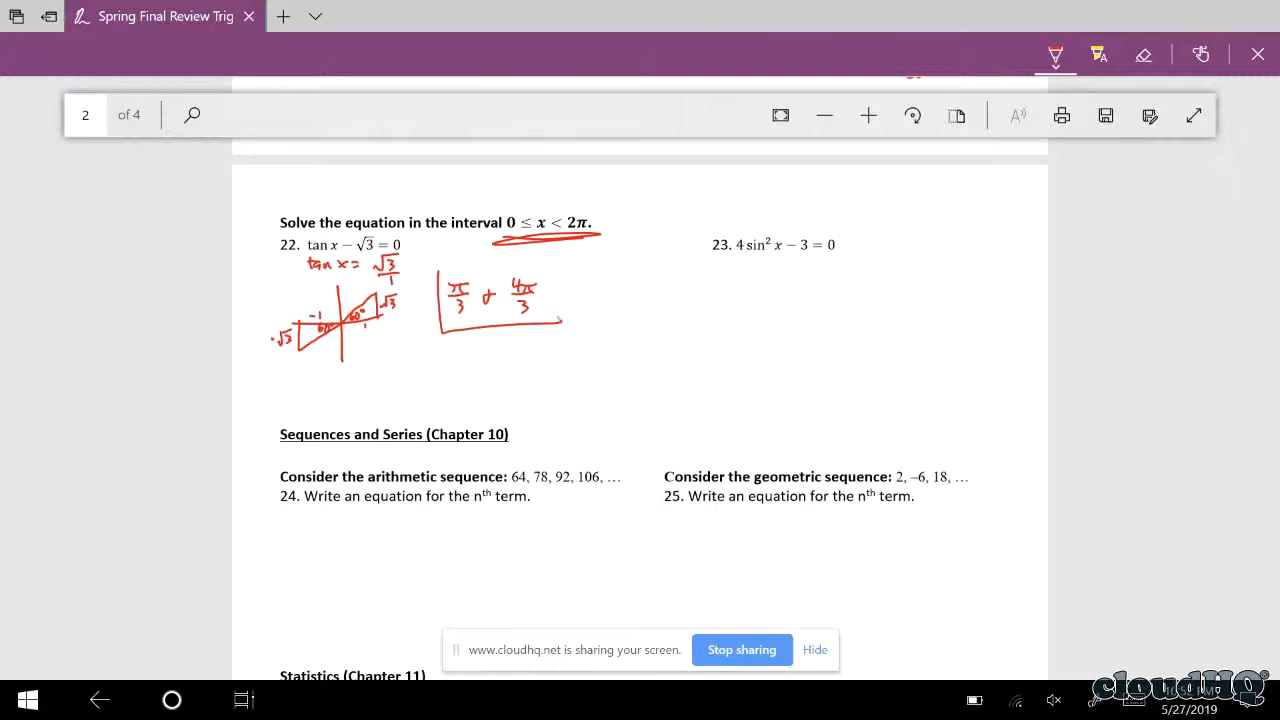 Spring Final Review Trig
2 of 4
Solve the equation in the interval 0 ≤ x < 2π.
22. tan x − √3 = 0
23. 4 sin² x − 3 = 0
tan x = √3/1
π/3 & 4π/3
√3
60°
1
-1
60°
-√3
Sequences and Series (Chapter 10)
Consider the arithmetic sequence: 64, 78, 92, 106, …
24. Write an equation for the nth term.
Consider the geometric sequence: 2, –6, 18, …
25. Write an equation for the nth term.
www.cloudhq.net is sharing your screen.
Stop sharing
Hide
Statistics (Chapter 11)
cloudHQ
5/27/2019